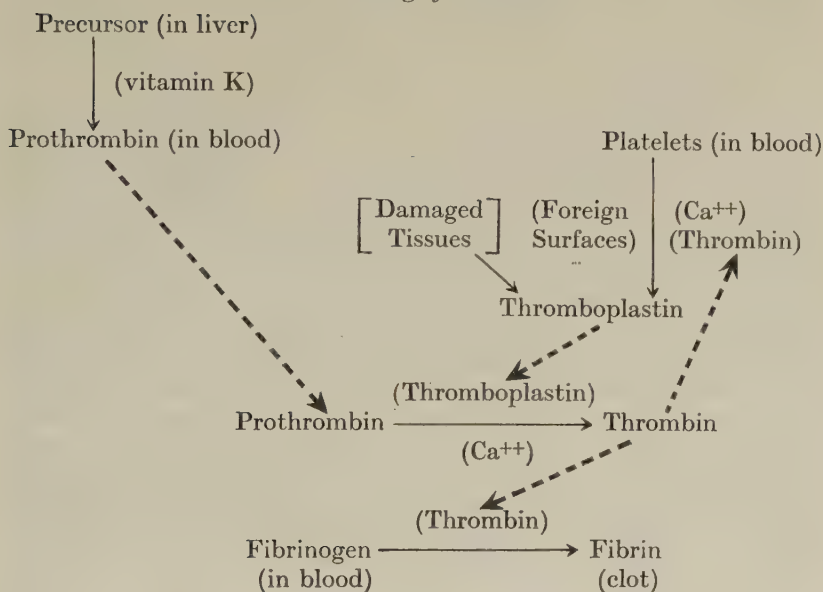 Precursor (in liver)
(vitamin K)
Prothrombin (in blood)
Platelets (in blood)
[Damaged
Tissues]
(Foreign
Surfaces)
(Ca++)
(Thrombin)
Thromboplastin
(Thromboplastin)
Prothrombin
Thrombin
(Ca++)
(Thrombin)
Fibrinogen
(in blood)
Fibrin
(clot)